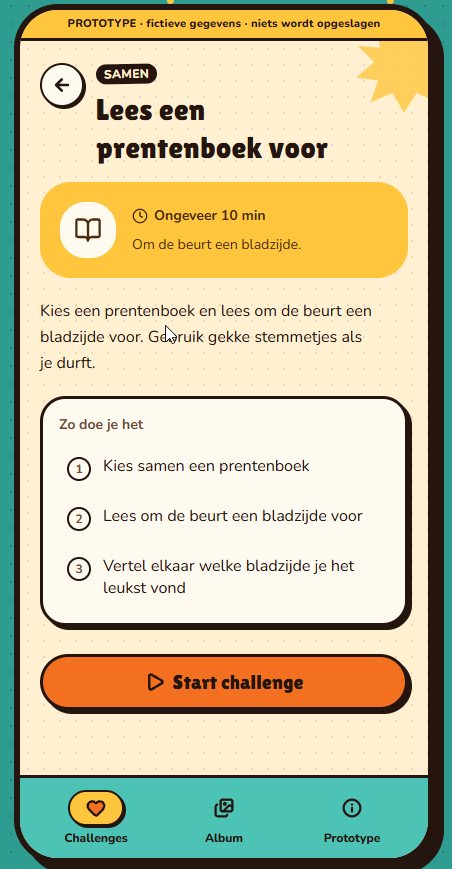 PROTOTYPE · fictieve gegevens · niets wordt opgeslagen
SAMEN
Lees een
prentenboek voor
Ongeveer 10 min
Om de beurt een bladzijde.
Kies een prentenboek en lees om de beurt een
bladzijde voor. Gebruik gekke stemmetjes als
je durft.
Zo doe je het
1 Kies samen een prentenboek
2 Lees om de beurt een bladzijde voor
3 Vertel elkaar welke bladzijde je het
leukst vond
Start challenge
Challenges Album Prototype